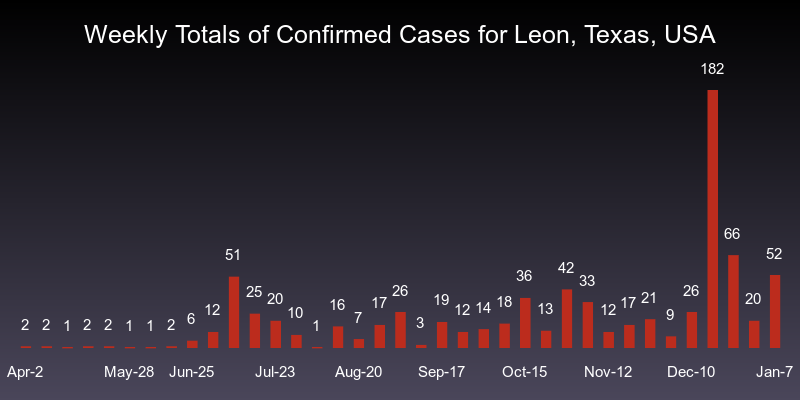 Weekly Totals of Confirmed Cases for Leon, Texas, USA
2 2 1 2 2 1 1 2 6 12 51 25 20 10 1 16 7 17 26 3 19 12 14 18 36 13 42 33 12 17 21 9 26 182 66 20 52
Apr-2 May-28 Jun-25 Jul-23 Aug-20 Sep-17 Oct-15 Nov-12 Dec-10 Jan-7